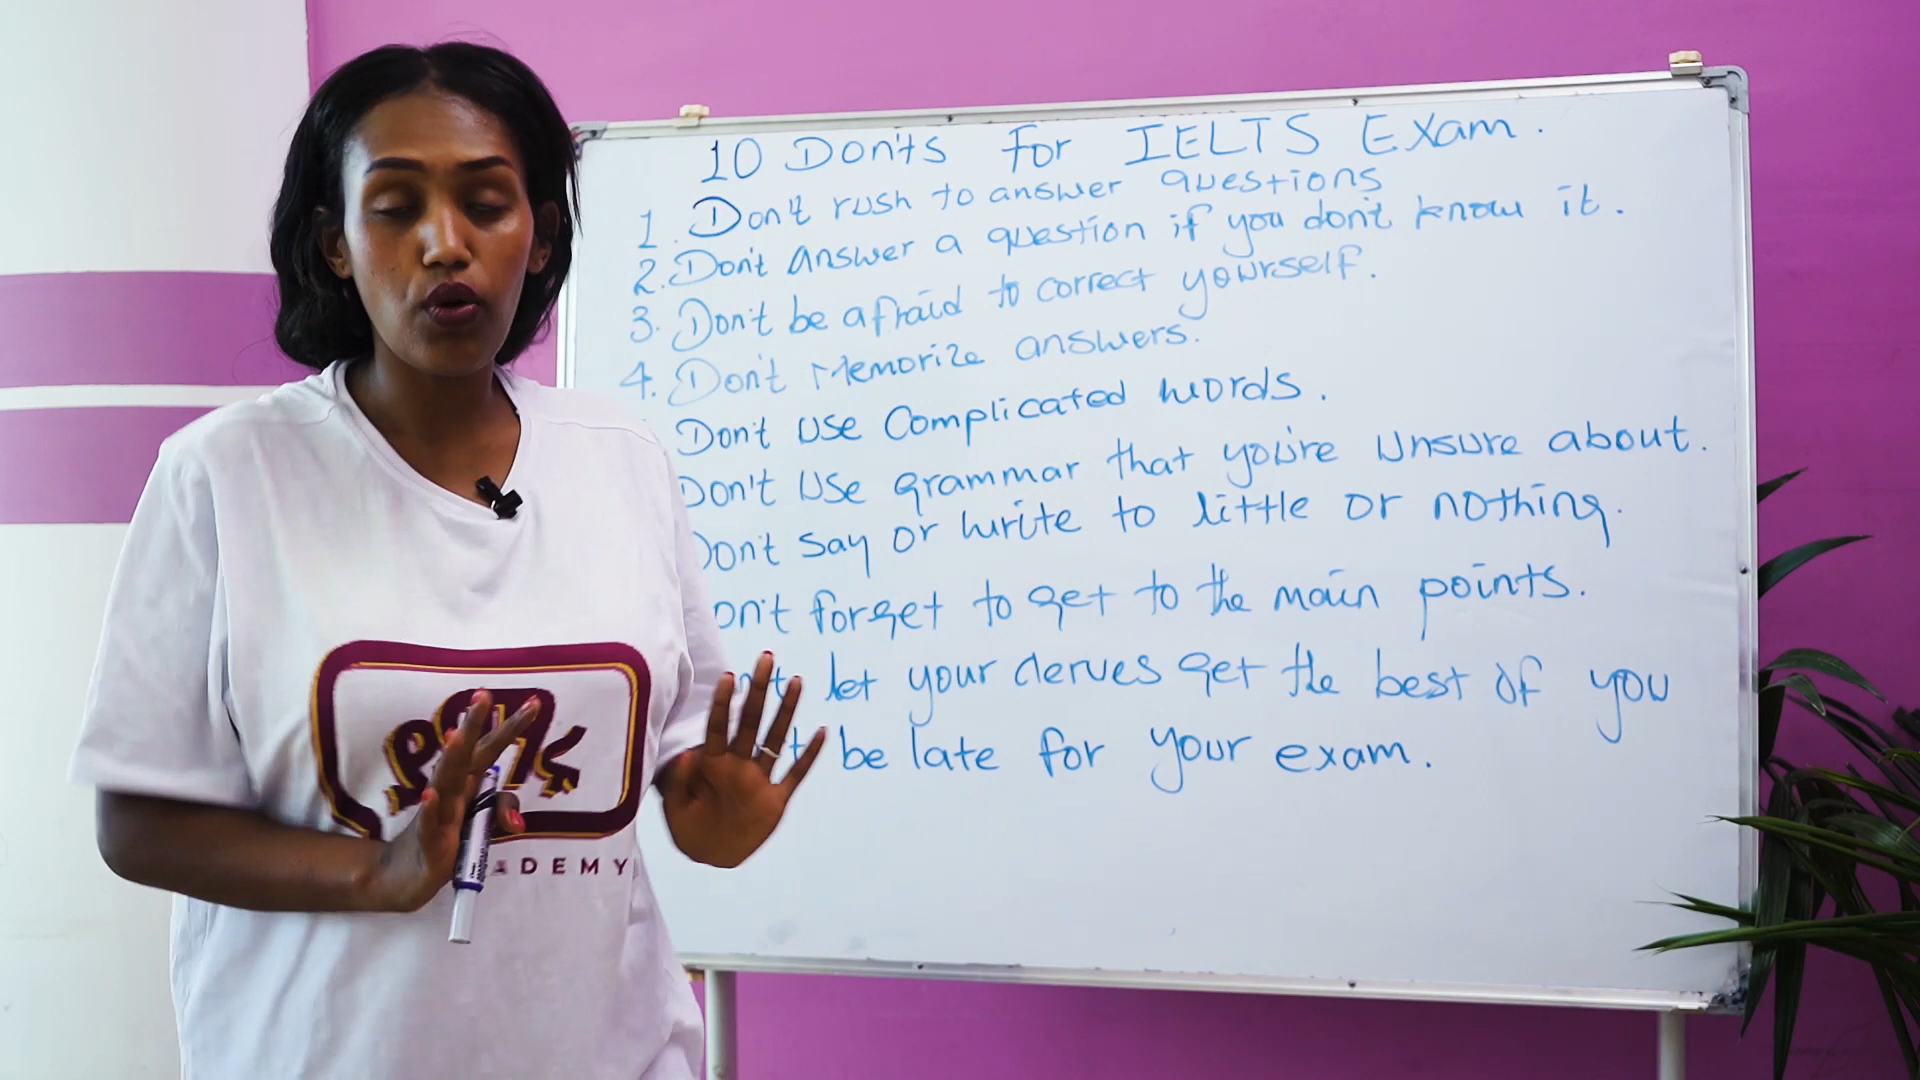 10 Don'ts for IELTS Exam.
1. Don't rush to answer questions
2. Don't answer a question if you don't know it.
3. Don't be afraid to correct yourself.
4. Don't Memorize answers.
Don't use complicated words.
Don't use grammar that you're unsure about.
Don't say or write to little or nothing.
on't forget to get to the main points.
n't let your nerves get the best of you
t be late for your exam.
ADEMY